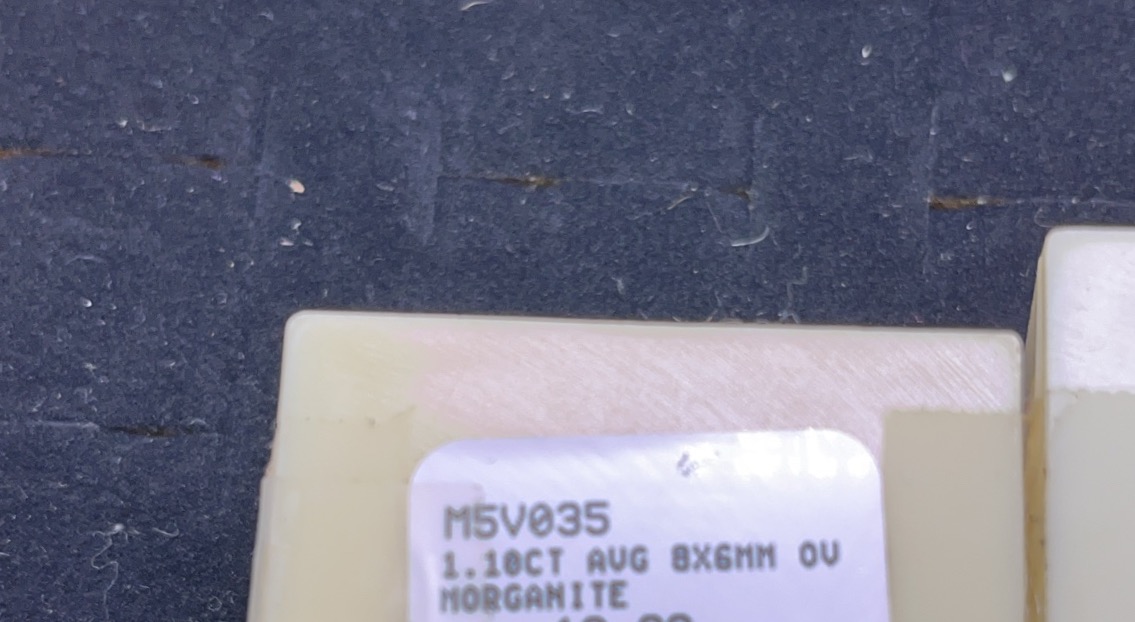 M5V035
1.10CT AVG 8X6MM OV
MORGANITE